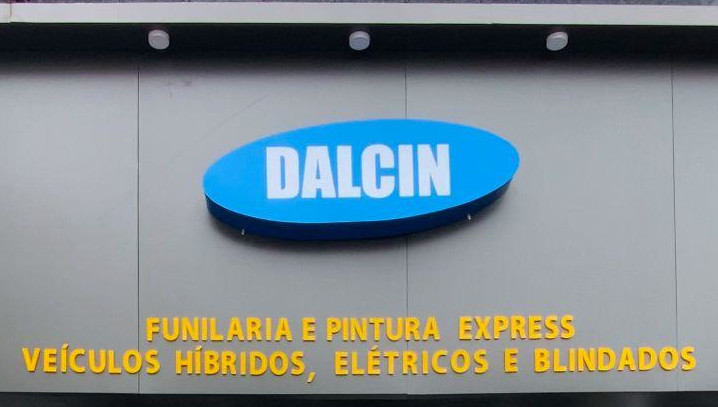 DALCIN
FUNILARIA E PINTURA EXPRESS
VEÍCULOS HÍBRIDOS, ELÉTRICOS E BLINDADOS